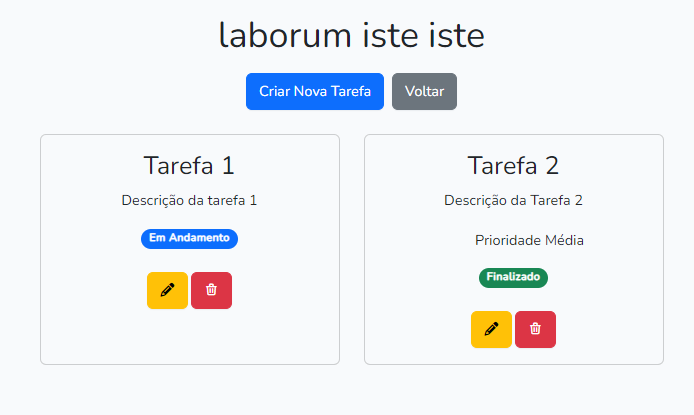 laborum iste iste
Criar Nova Tarefa
Voltar
Tarefa 1
Descrição da tarefa 1
Em Andamento
Tarefa 2
Descrição da Tarefa 2
Prioridade Média
Finalizado